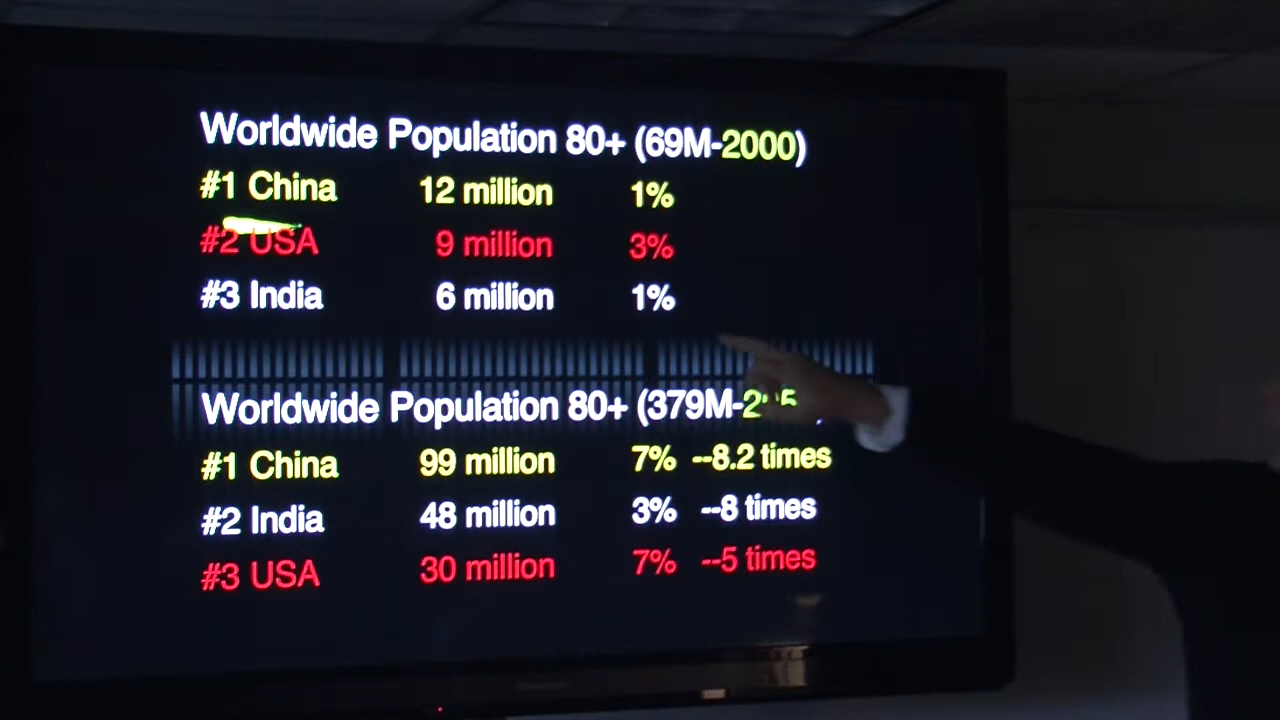 Worldwide Population 80+ (69M-2000)
#1 China 12 million 1%
#2 USA 9 million 3%
#3 India 6 million 1%
Worldwide Population 80+ (379M-
#1 China 99 million 7% --8.2 times
#2 India 48 million 3% --8 times
#3 USA 30 million 7% --5 times